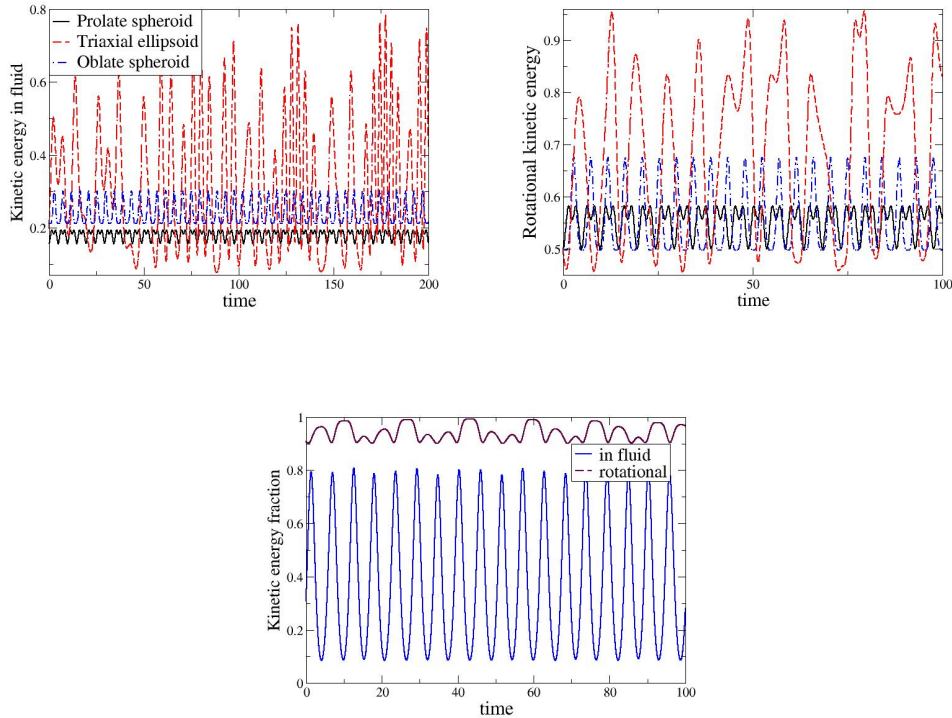 Prolate spheroid
Triaxial ellipsoid
Oblate spheroid
Kinetic energy in fluid
0.8
0.6
0.4
0.2
0 50 100 150 200
time
Rotational kinetic energy
0.9
0.8
0.7
0.6
0.5
0 50 100
time
Kinetic energy fraction
1
0.8
0.6
0.4
0.2
0
in fluid
rotational
0 20 40 60 80 100
time